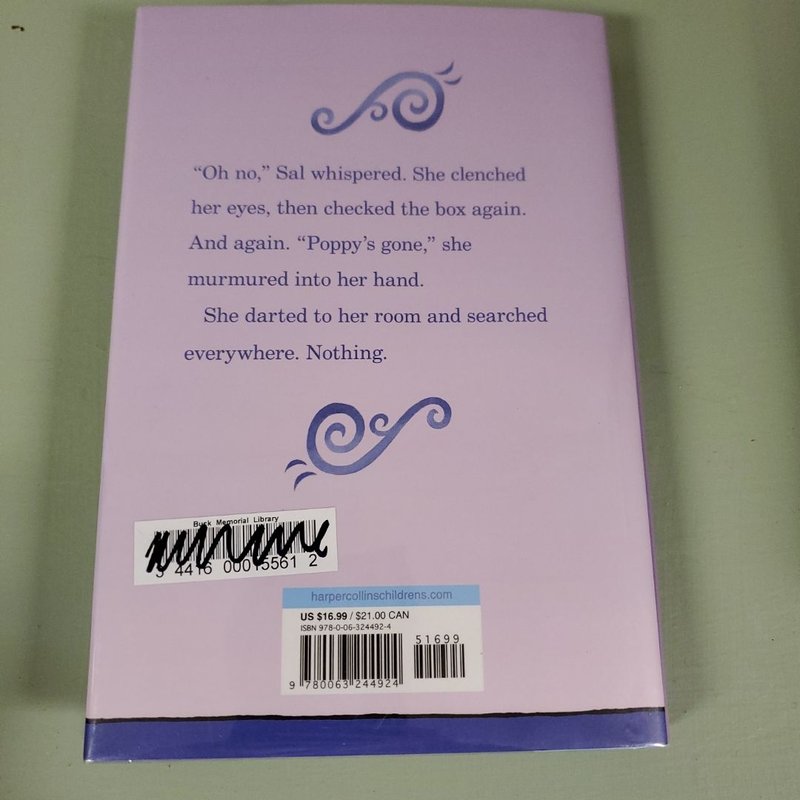 “Oh no,” Sal whispered. She clenched
her eyes, then checked the box again.
And again. “Poppy’s gone,” she
murmured into her hand.
She darted to her room and searched
everywhere. Nothing.
Buck Memorial Library
3 4416 00015561 2
harpercollinschildrens.com
US $16.99 / $21.00 CAN
ISBN 978-0-06-324492-4
51699
9 780063 244924